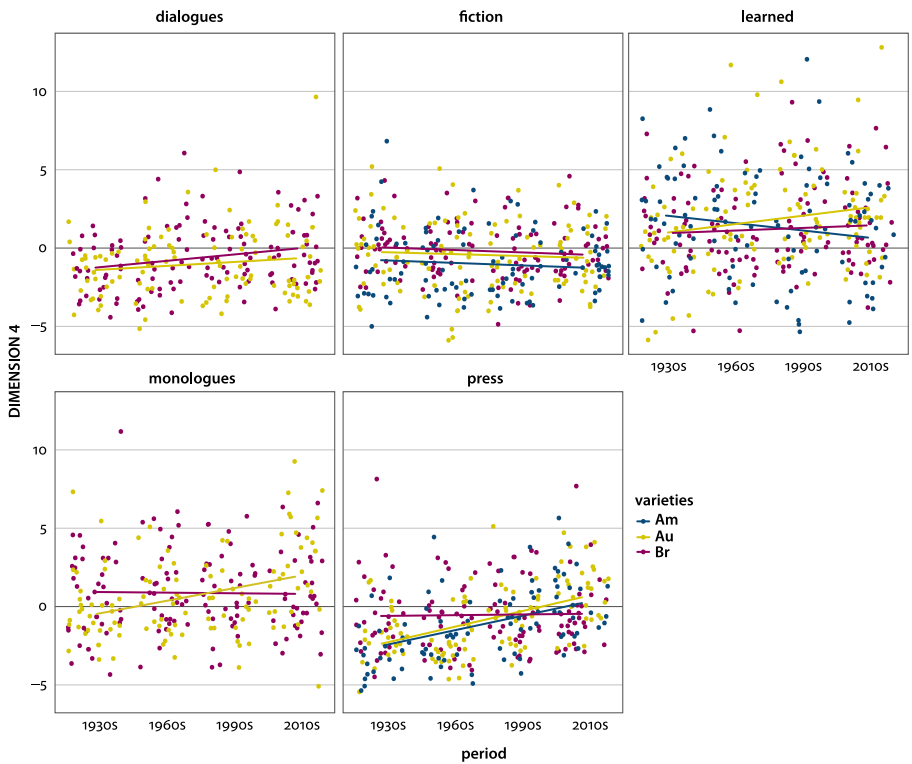 dialogues fiction learned
10
5
0
−5
1930S 1960S 1990S 2010S
monologues press
10
5
0
−5
1930S 1960S 1990S 2010S 1930S 1960S 1990S 2010S
DIMENSION 4
period
varieties
Am
Au
Br